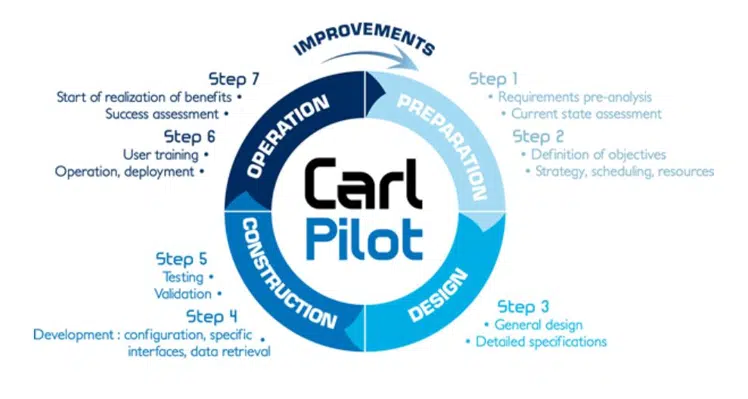 IMPROVEMENTS
Step 7
Start of realization of benefits •
Success assessment •
Step 6
User training •
Operation, deployment •
Step 1
• Requirements pre-analysis
• Current state assessment
Step 2
• Definition of objectives
• Strategy, scheduling, resources
OPERATION
PREPARATION
Carl
Pilot
CONSTRUCTION
DESIGN
Step 5
Testing •
Validation •
Step 4
Development : configuration, specific •
interfaces, data retrieval
Step 3
• General design
• Detailed specifications